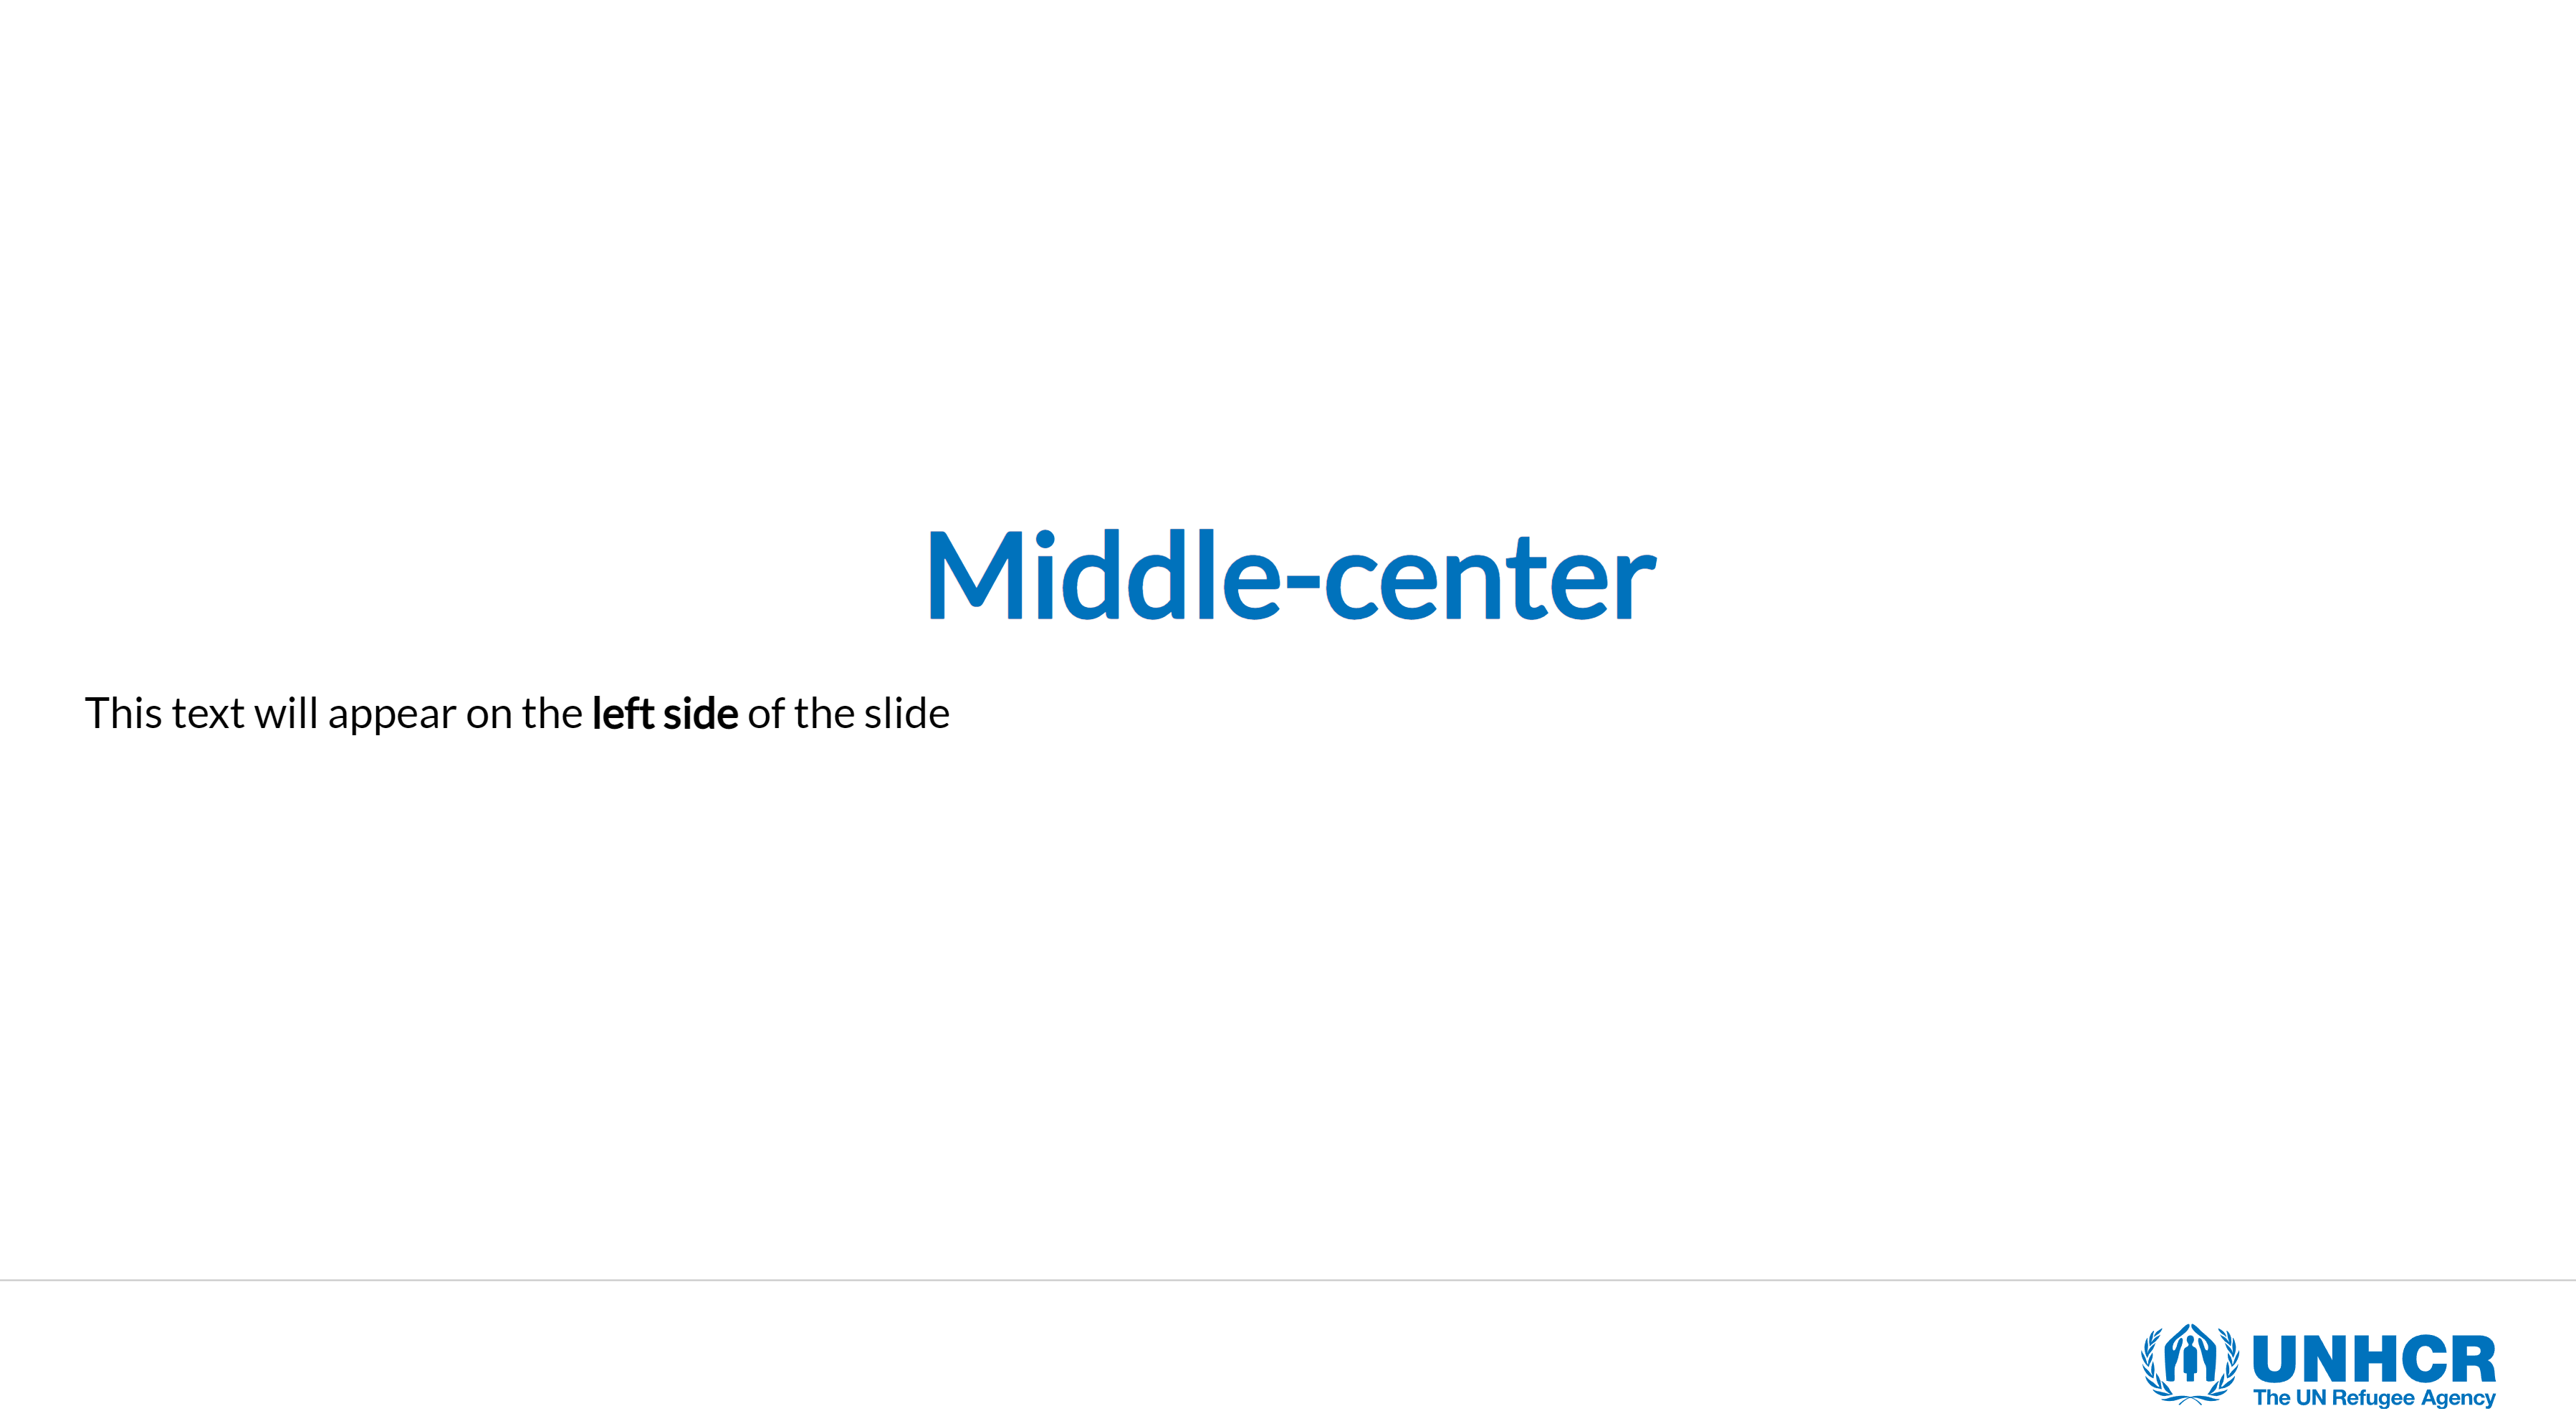 Middle-center
This text will appear on the left side of the slide
UNHCR
The UN Refugee Agency